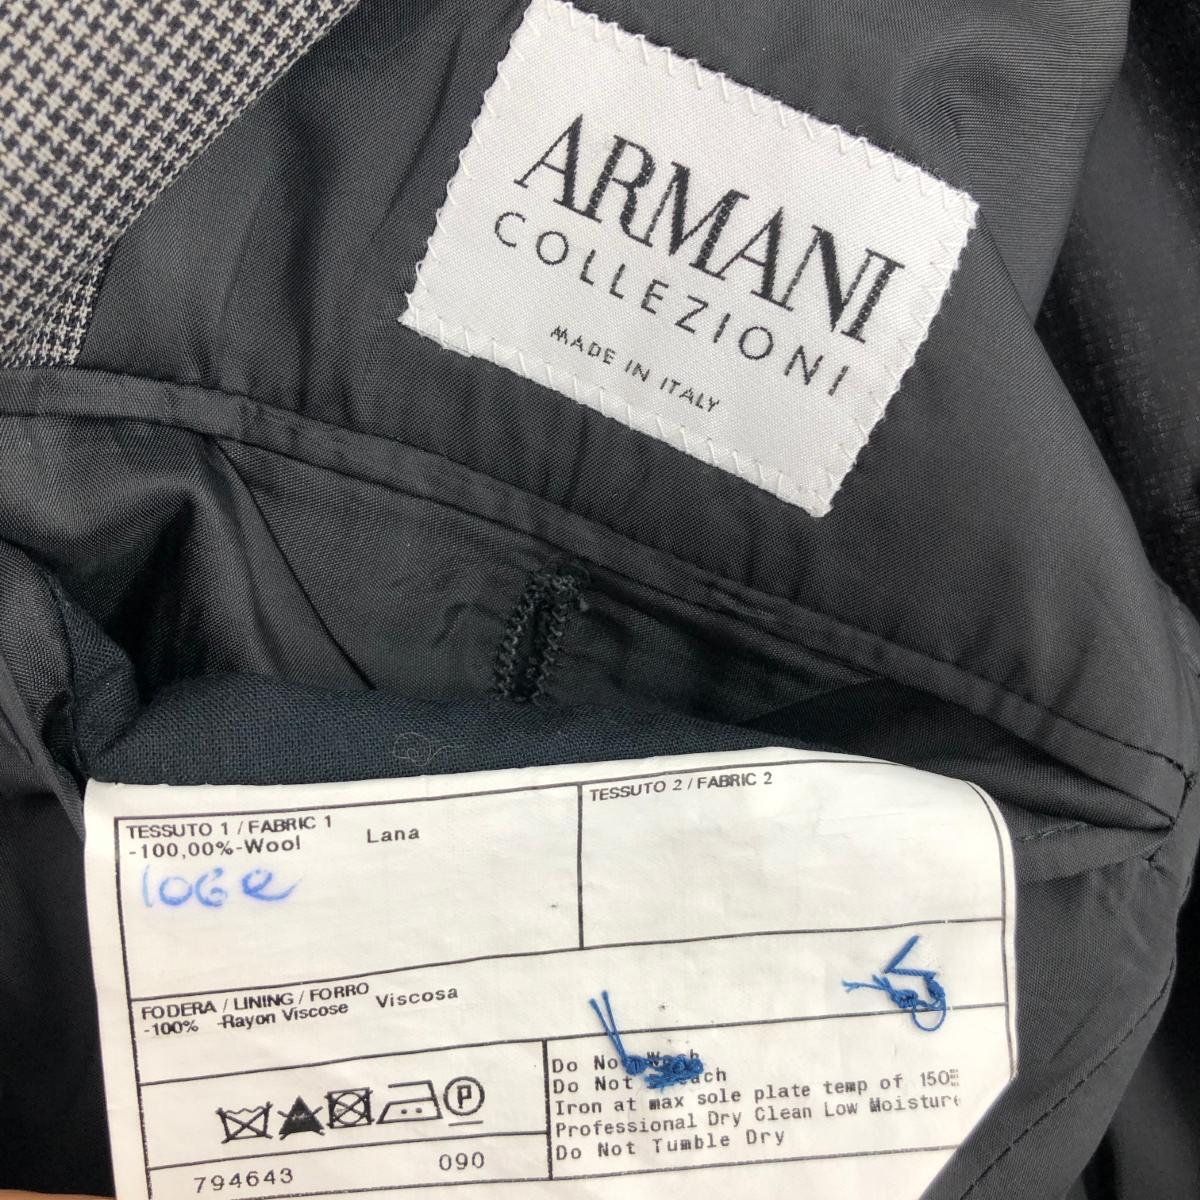 ARMANI
COLLEZIONI
MADE IN ITALY
TESSUTO 1 / FABRIC 1
-100,00%-Wool Lana
TESSUTO 2 / FABRIC 2
FODERA / LINING / FORRO
-100% -Rayon Viscose Viscosa
P
Do Not Wash
Do Not
Iron at max sole plate temp of 150
Professional Dry Clean Low Moisture
Do Not Tumble Dry
794643 090